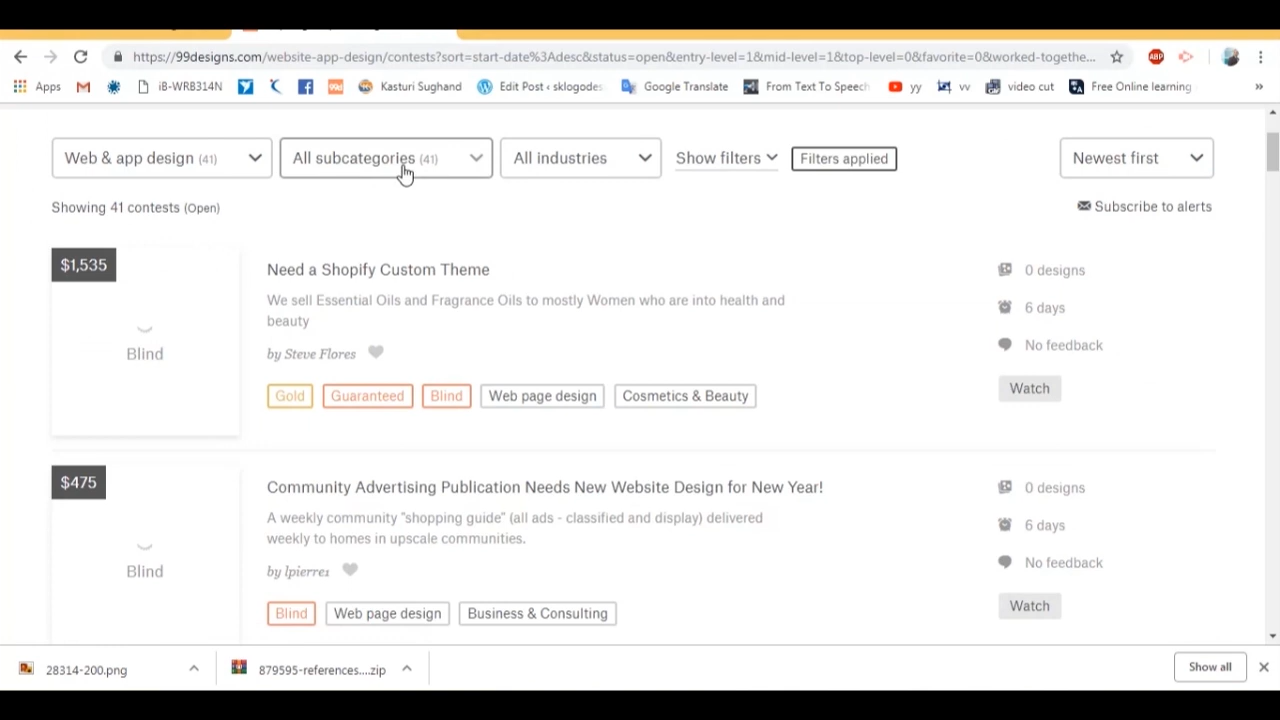 https://99designs.com/website-app-design/contests?sort=start-date%3Adesc&status=open&entry-level=1&mid-level=1&top-level=0&favorite=0&worked-togethe...
Apps
iB-WRB314N
Kasturi Sughand
Edit Post ‹ sklogodes
Google Translate
From Text To Speech
yy
vv
video cut
Free Online learning
»
Web & app design (41)
All subcategories (41)
All industries
Show filters
Filters applied
Newest first
Showing 41 contests (Open)
Subscribe to alerts
$1,535
Blind
Need a Shopify Custom Theme
We sell Essential Oils and Fragrance Oils to mostly Women who are into health and
beauty
by Steve Flores
Gold
Guaranteed
Blind
Web page design
Cosmetics & Beauty
0 designs
6 days
No feedback
Watch
$475
Blind
Community Advertising Publication Needs New Website Design for New Year!
A weekly community "shopping guide" (all ads - classified and display) delivered
weekly to homes in upscale communities.
by lpierre1
Blind
Web page design
Business & Consulting
0 designs
6 days
No feedback
Watch
28314-200.png
879595-references....zip
Show all